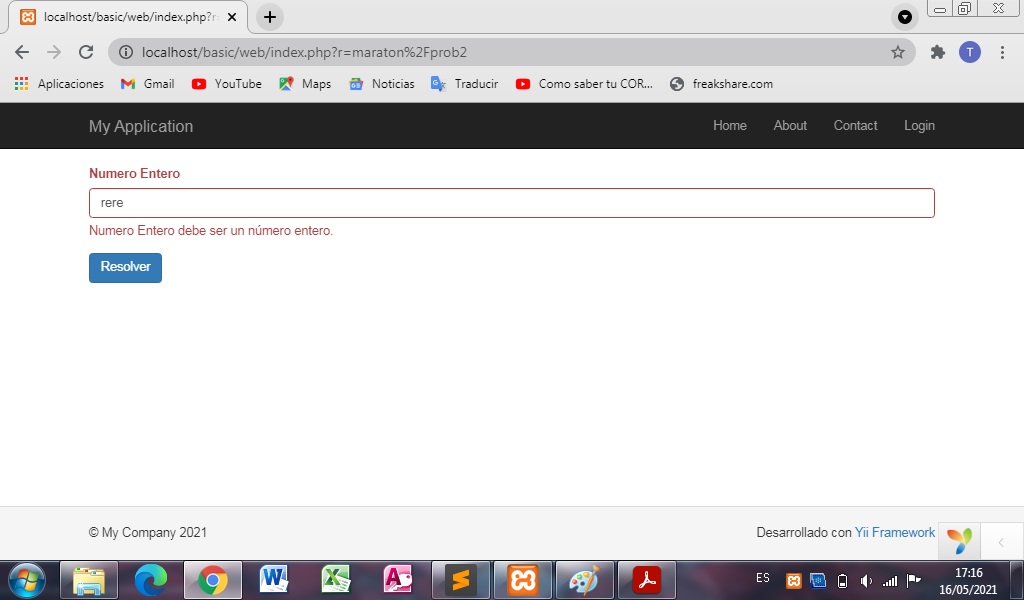 localhost/basic/web/index.php?r=
localhost/basic/web/index.php?r=maraton%2Fprob2
T
Aplicaciones Gmail YouTube Maps Noticias Traducir Como saber tu COR... freakshare.com
My Application Home About Contact Login
Numero Entero
rere
Numero Entero debe ser un número entero.
Resolver
© My Company 2021 Desarrollado con Yii Framework
ES 17:16
16/05/2021